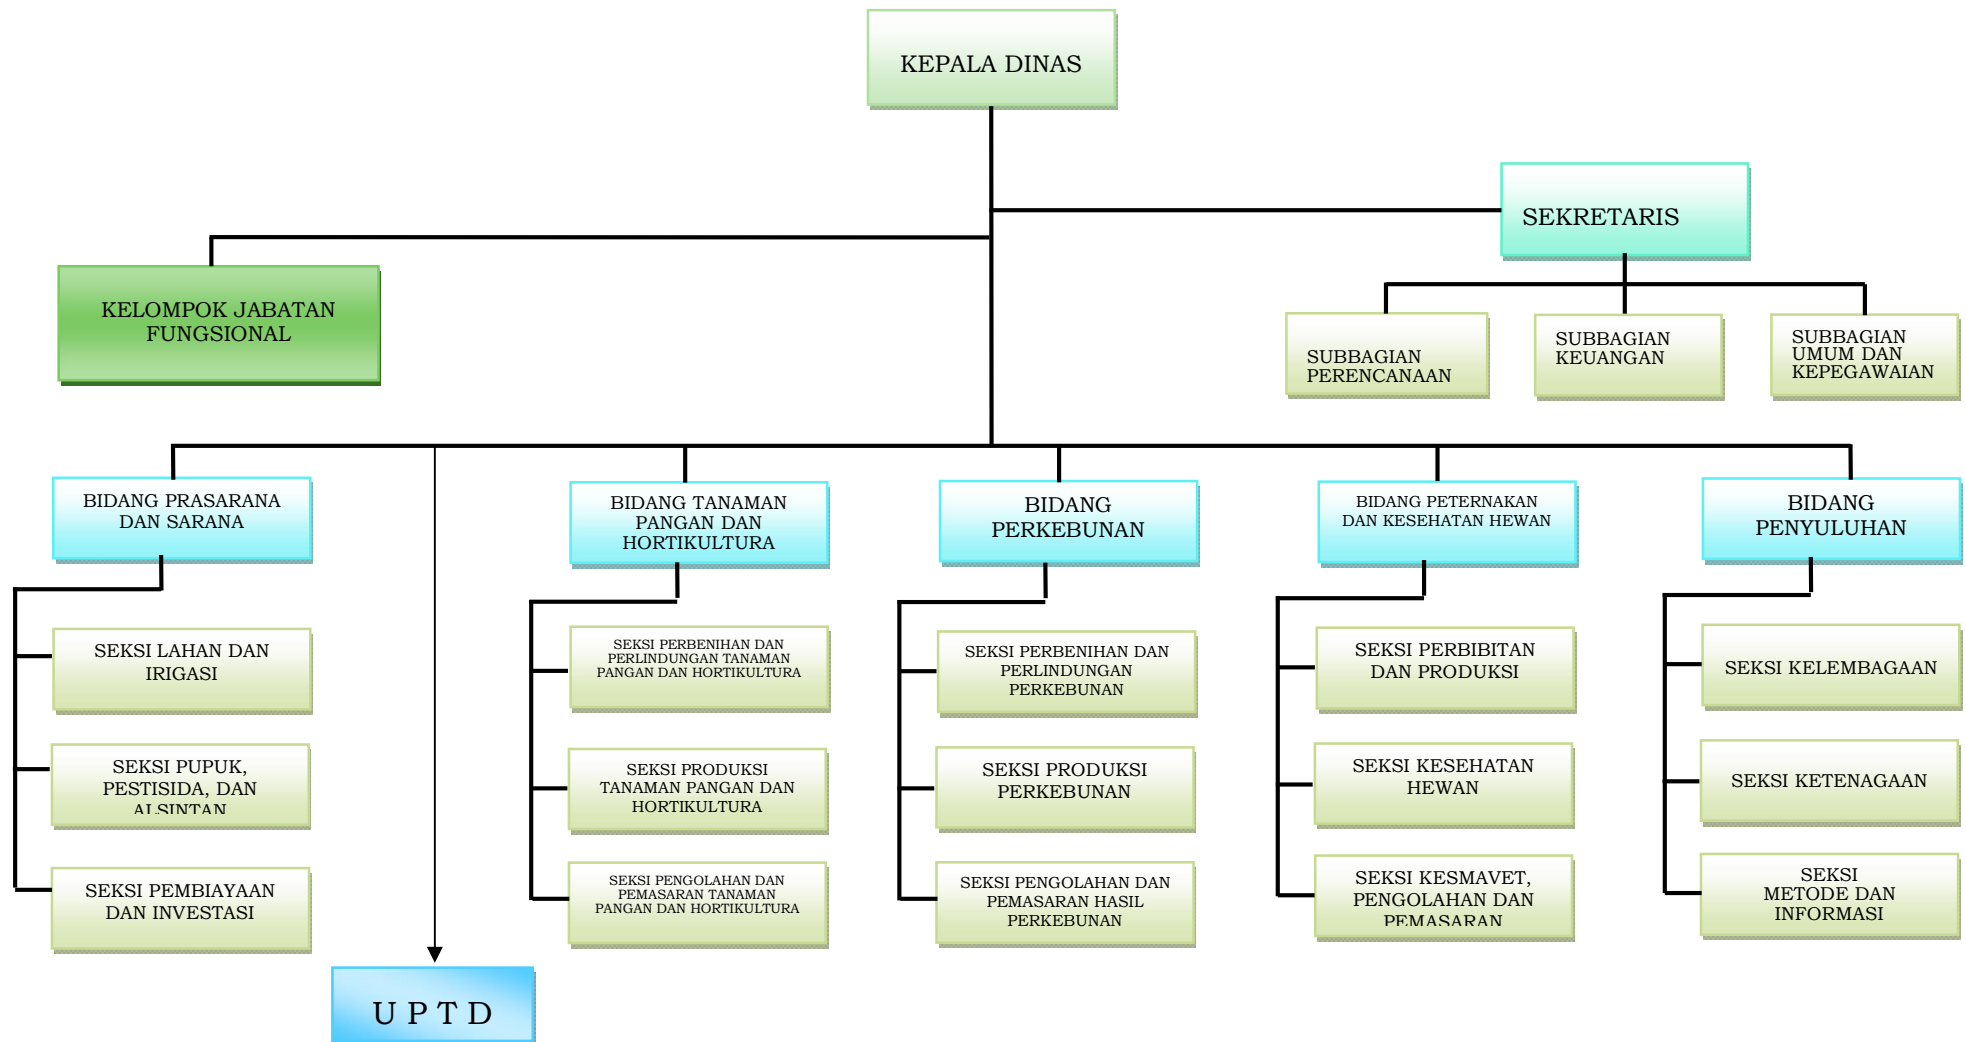 KEPALA DINAS
SEKRETARIS
KELOMPOK JABATAN
FUNGSIONAL
SUBBAGIAN
PERENCANAAN
SUBBAGIAN
KEUANGAN
SUBBAGIAN
UMUM DAN
KEPEGAWAIAN
BIDANG PRASARANA
DAN SARANA
BIDANG TANAMAN
PANGAN DAN
HORTIKULTURA
BIDANG
PERKEBUNAN
BIDANG PETERNAKAN
DAN KESEHATAN HEWAN
BIDANG
PENYULUHAN
SEKSI LAHAN DAN
IRIGASI
SEKSI PERBENIHAN DAN
PERLINDUNGAN TANAMAN
PANGAN DAN HORTIKULTURA
SEKSI PERBENIHAN DAN
PERLINDUNGAN
PERKEBUNAN
SEKSI PERBIBITAN
DAN PRODUKSI
SEKSI KELEMBAGAAN
SEKSI PUPUK,
PESTISIDA, DAN
ALSINTAN
SEKSI PRODUKSI
TANAMAN PANGAN DAN
HORTIKULTURA
SEKSI PRODUKSI
PERKEBUNAN
SEKSI KESEHATAN
HEWAN
SEKSI KETENAGAAN
SEKSI PEMBIAYAAN
DAN INVESTASI
SEKSI PENGOLAHAN DAN
PEMASARAN TANAMAN
PANGAN DAN HORTIKULTURA
SEKSI PENGOLAHAN DAN
PEMASARAN HASIL
PERKEBUNAN
SEKSI KESMAVET,
PENGOLAHAN DAN
PEMASARAN
SEKSI
METODE DAN
INFORMASI
U P T D